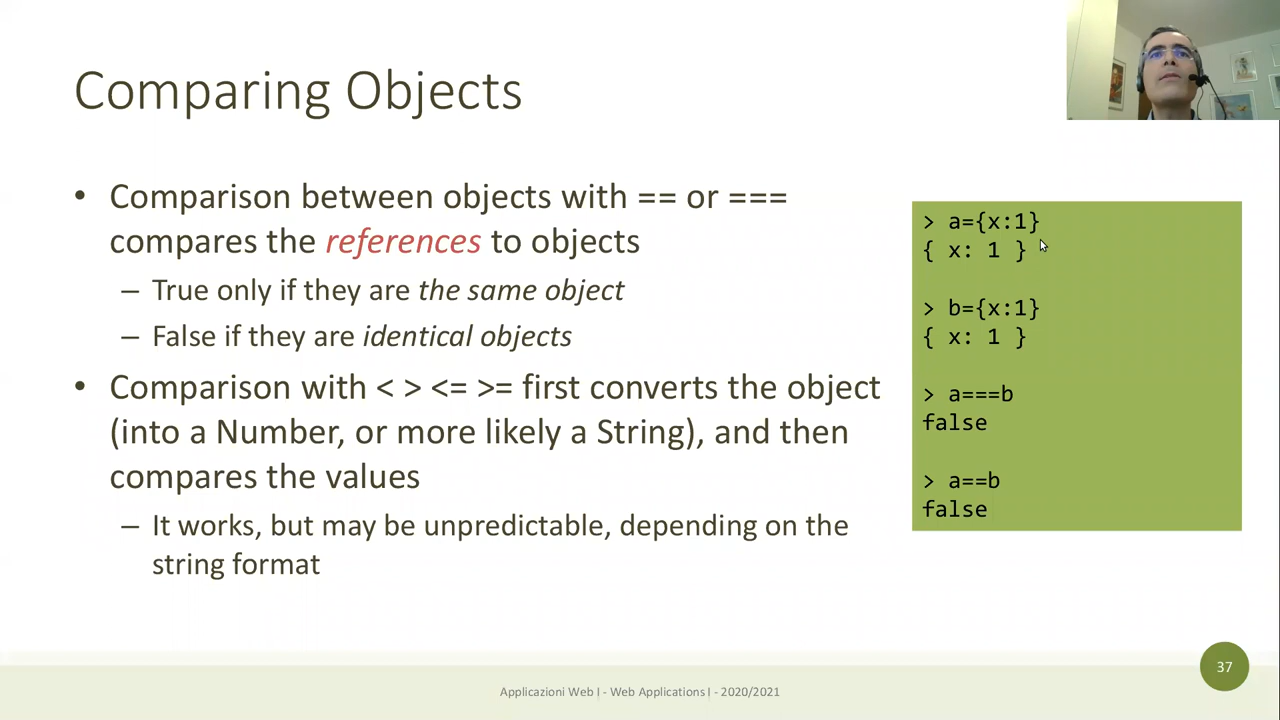 Comparing Objects
• Comparison between objects with == or ===
compares the references to objects
– True only if they are the same object
– False if they are identical objects
• Comparison with < > <= >= first converts the object
(into a Number, or more likely a String), and then
compares the values
– It works, but may be unpredictable, depending on the
string format
> a={x:1}
{ x: 1 }
> b={x:1}
{ x: 1 }
> a===b
false
> a==b
false
Applicazioni Web I - Web Applications I - 2020/2021
37